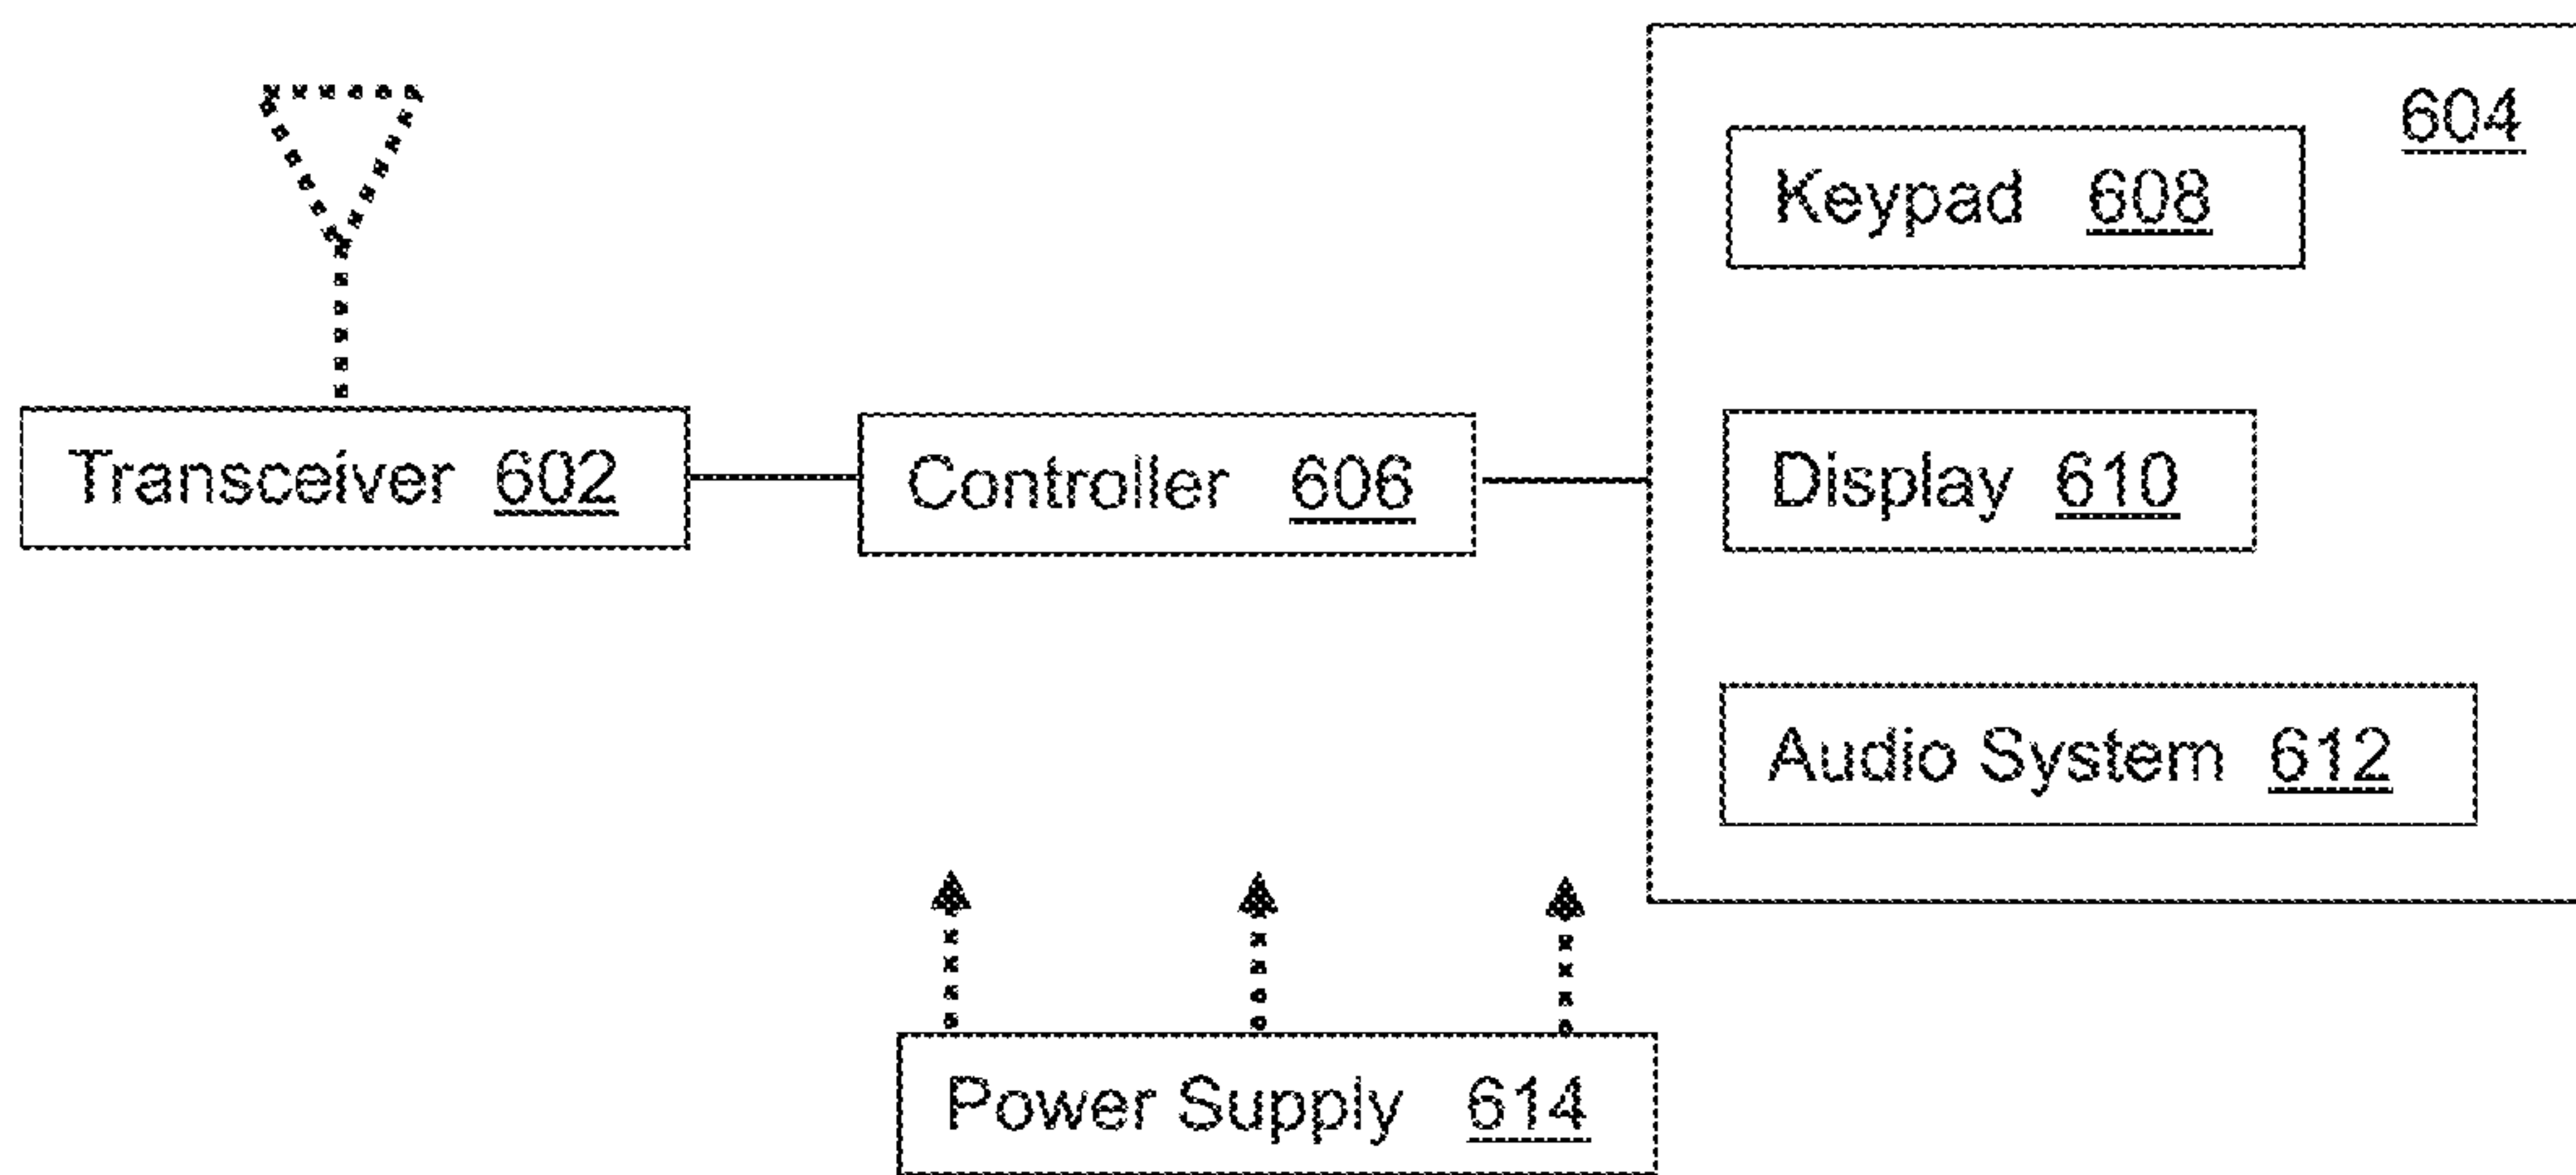 604
Keypad 608
Transceiver 602
Controller 606
Display 610
Audio System 612
Power Supply 614